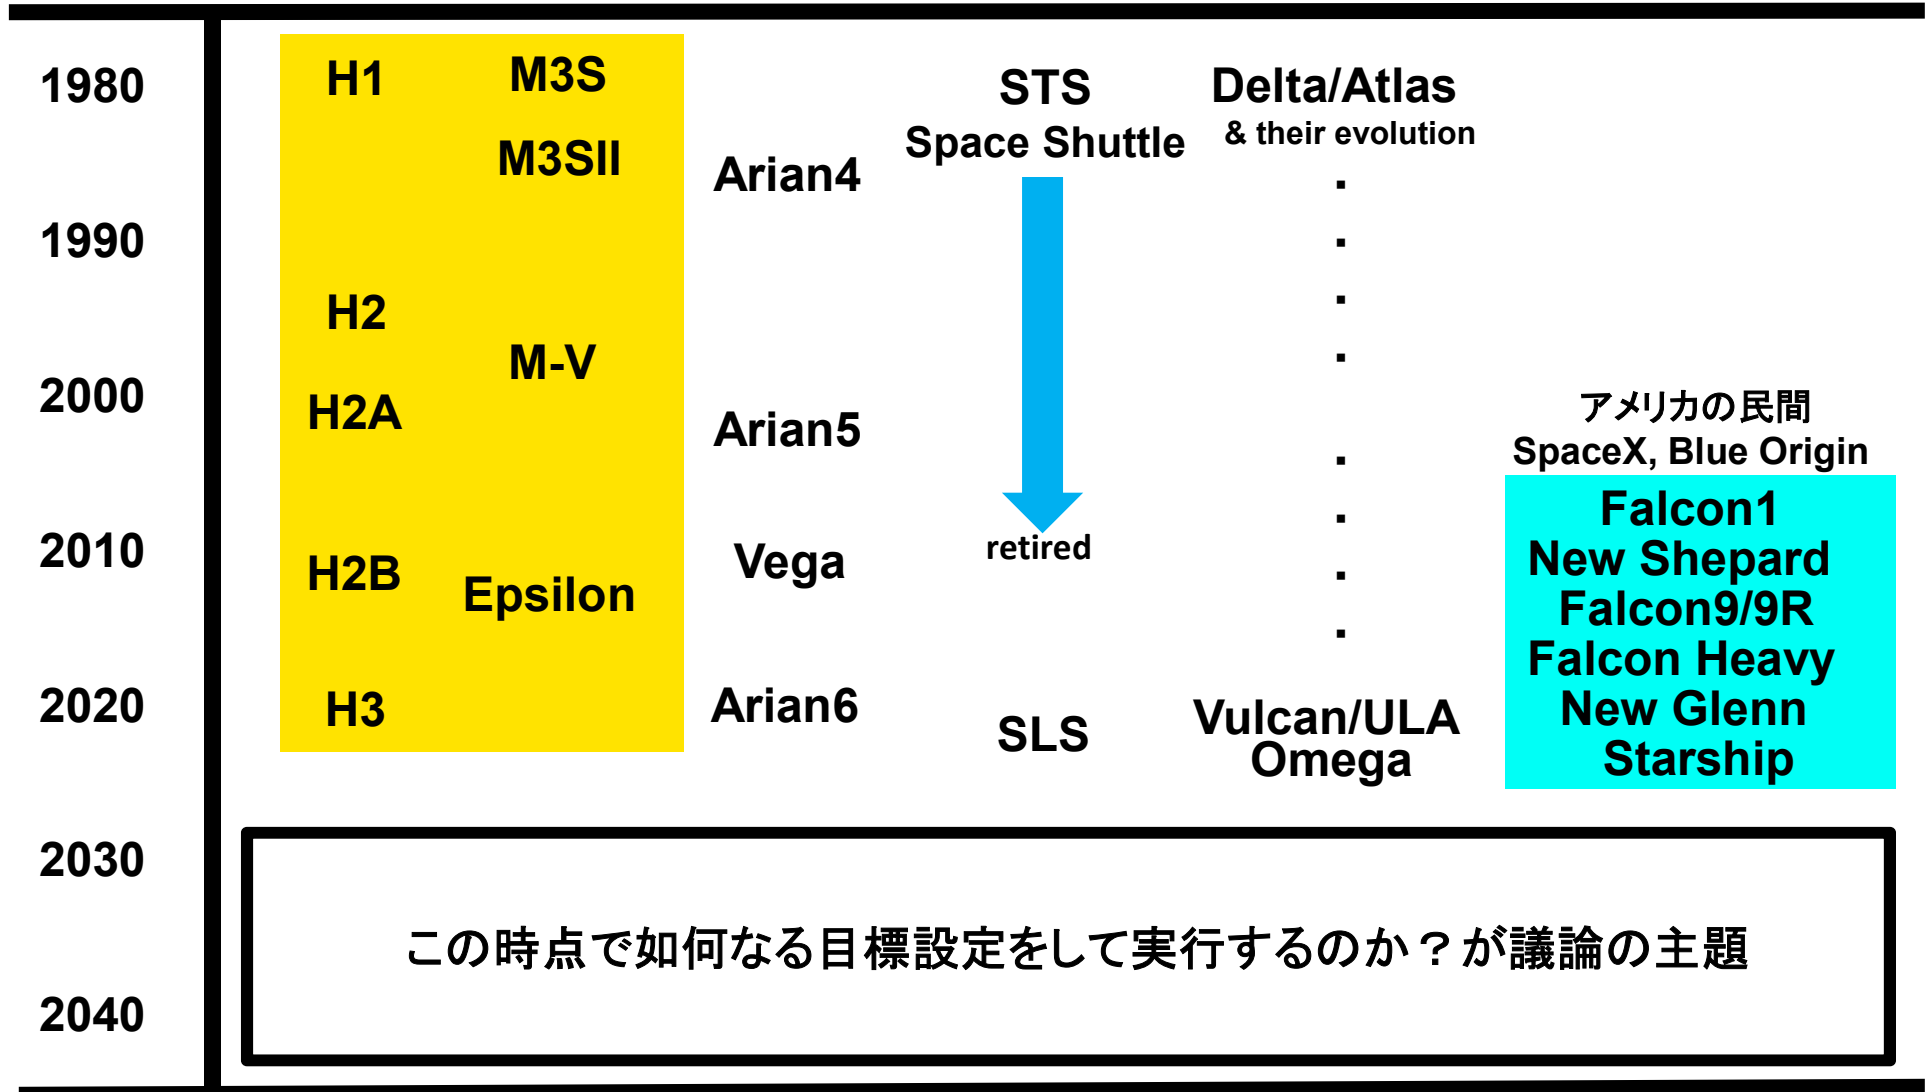 1980
1990
2000
2010
2020
2030
2040
H1
H2
H2A
H2B
H3
M3S
M3SII
M-V
Epsilon
Arian4
Arian5
Vega
Arian6
STS
Space Shuttle
retired
SLS
Delta/Atlas
& their evolution
.
.
.
.
.
.
.
.
Vulcan/ULA
Omega
アメリカの民間
SpaceX, Blue Origin
Falcon1
New Shepard
Falcon9/9R
Falcon Heavy
New Glenn
Starship
この時点で如何なる目標設定をして実行するのか？が議論の主題